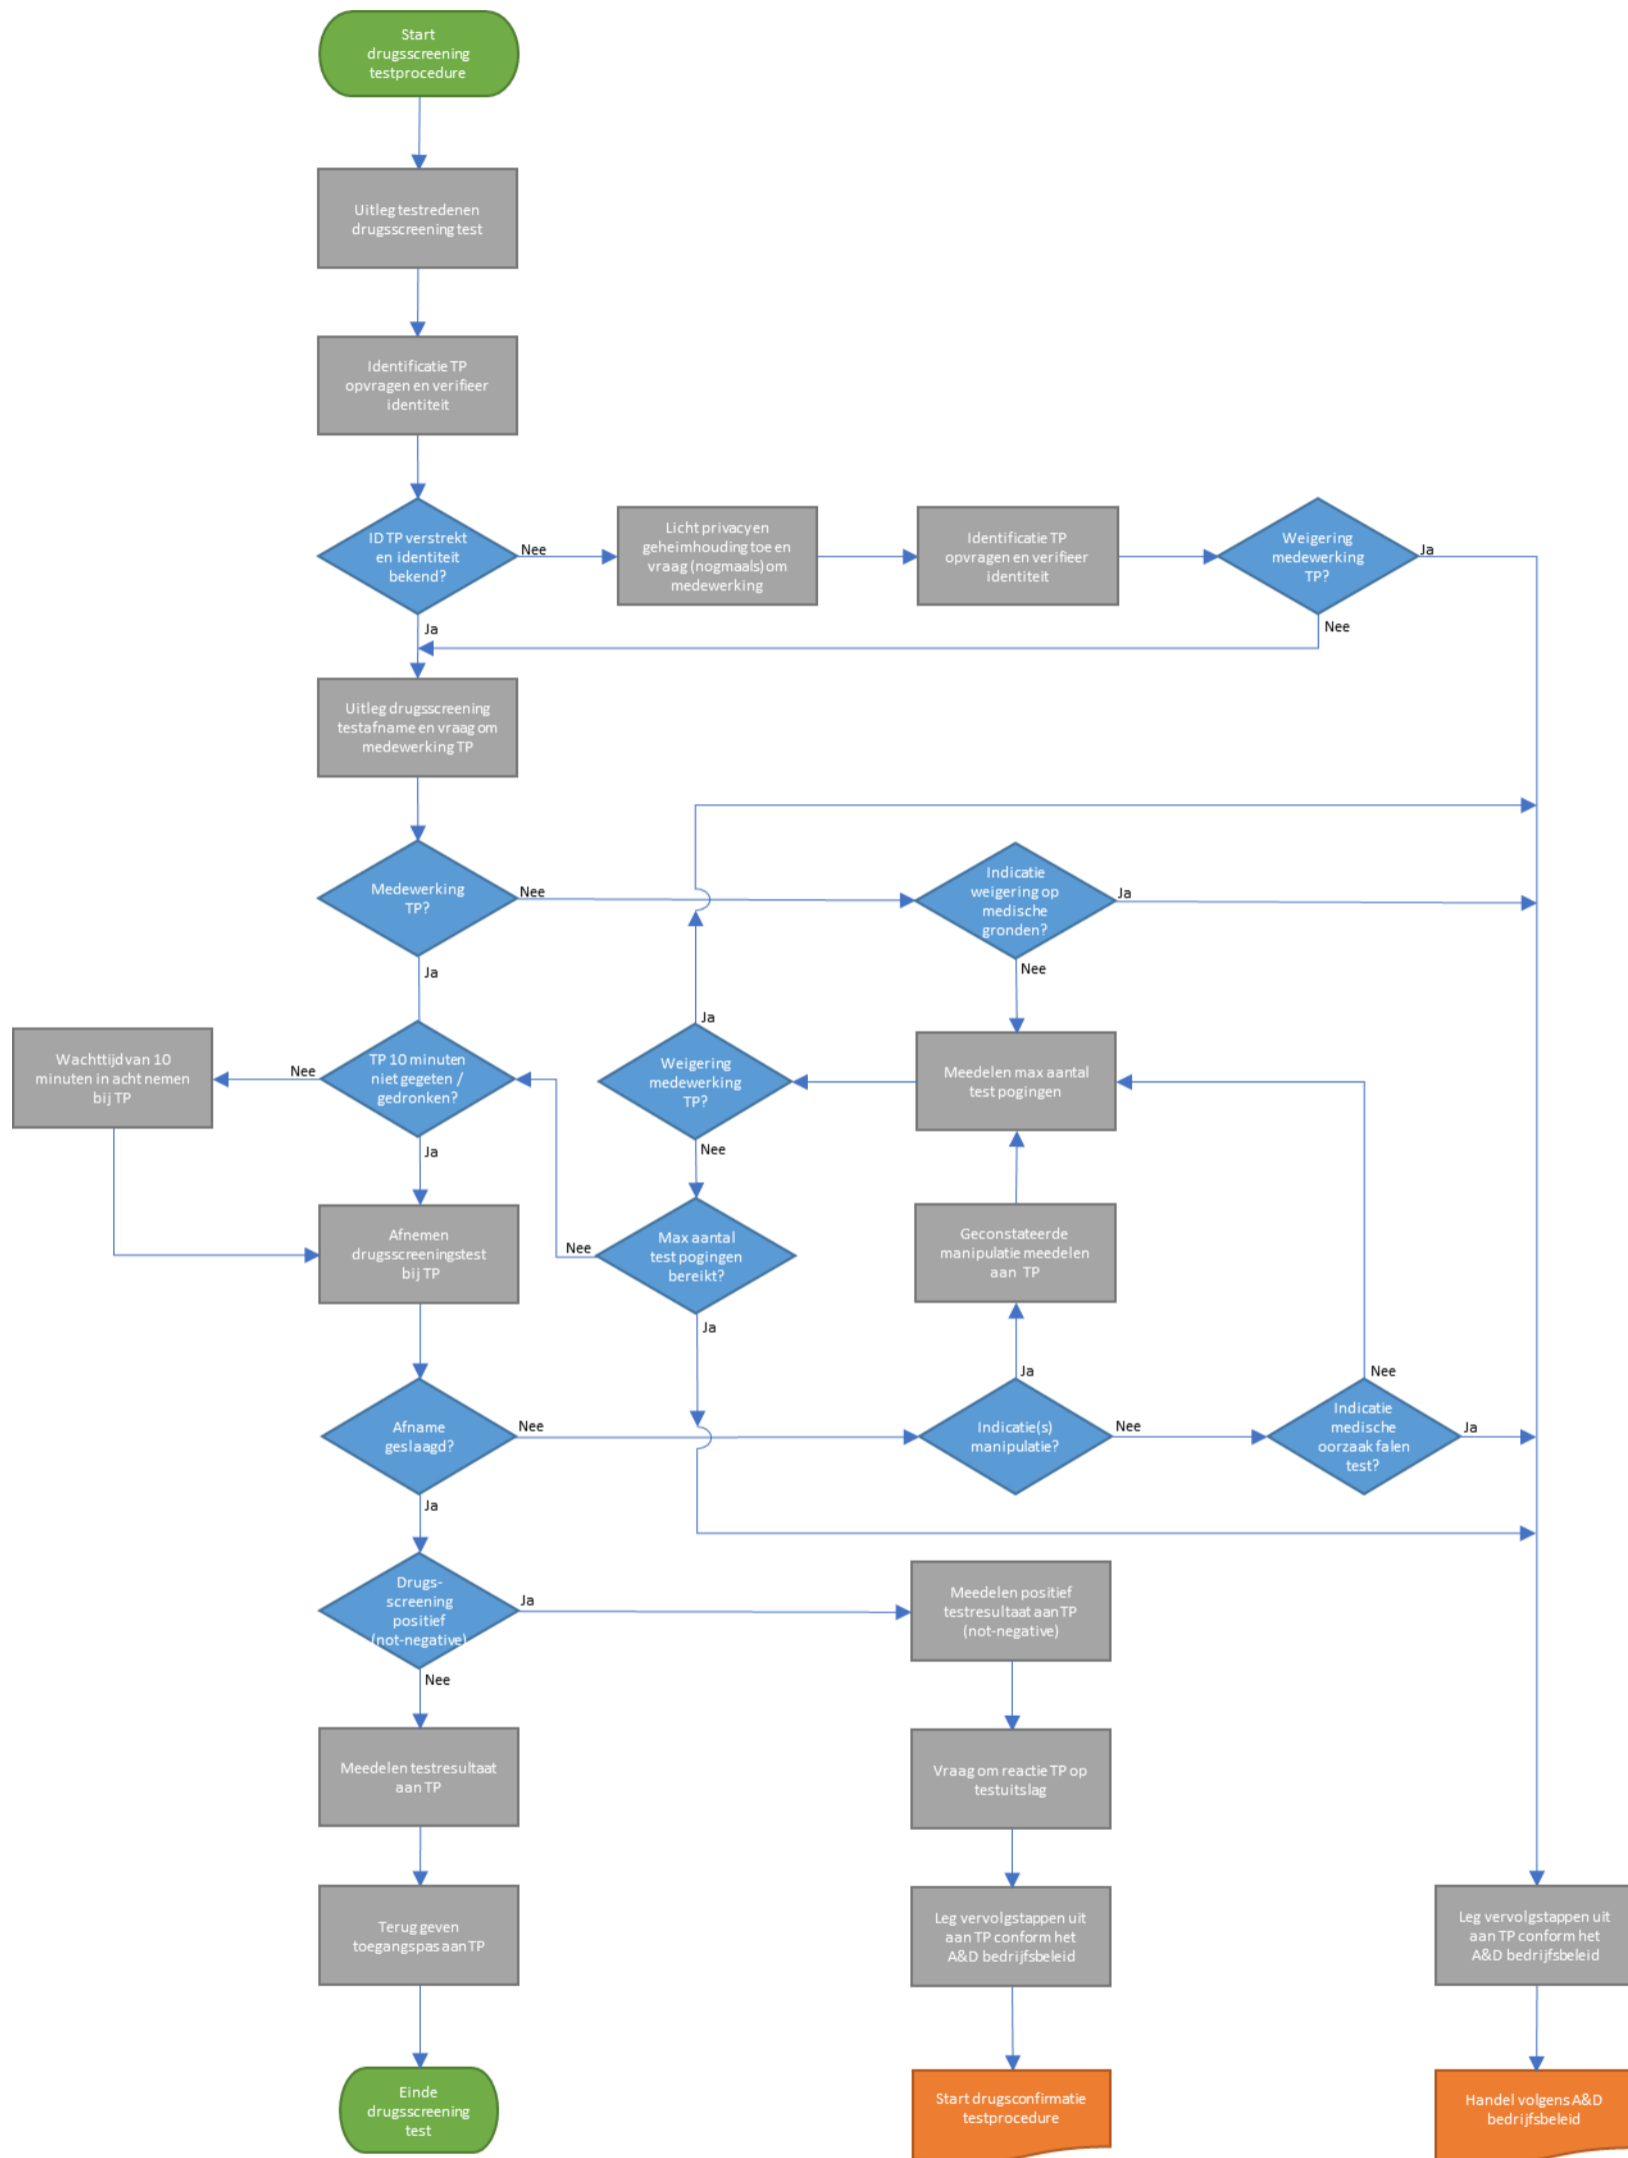 Start
drugsscreening
testprocedure
Uitleg testredenen
drugsscreening test
Identificatie TP
opvragen en verifieer
identiteit
ID TP verstrekt
en identiteit
bekend?
Nee
Licht privacy en
geheimhouding toe en
vraag (nogmaals) om
medewerking
Identificatie TP
opvragen en verifieer
identiteit
Weigering
medewerking
TP?
Ja
Ja
Nee
Uitleg drugsscreening
testafname en vraag om
medewerking TP
Medewerking
TP?
Nee
Indicatie
weigering op
medische
gronden?
Ja
Ja
Nee
Wachttijd van 10
minuten in acht nemen
bij TP
Nee
TP 10 minuten
niet gegeten /
gedronken?
Ja
Weigering
medewerking
TP?
Meedelen max aantal
test pogingen
Ja
Nee
Afnemen
drugsscreeningstest
bij TP
Nee
Max aantal
test pogingen
bereikt?
Geconstateerde
manipulatie meedelen
aan TP
Ja
Afname
geslaagd?
Nee
Ja
Indicatie(s)
manipulatie?
Nee
Nee
Indicatie
medische
oorzaak falen
test?
Ja
Ja
Drugs-
screening
positief
(not-negative)
Ja
Meedelen positief
testresultaat aan TP
(not-negative)
Nee
Meedelen testresultaat
aan TP
Vraag om reactie TP op
testuitslag
Terug geven
toegangspas aan TP
Leg vervolgstappen uit
aan TP conform het
A&D bedrijfsbeleid
Leg vervolgstappen uit
aan TP conform het
A&D bedrijfsbeleid
Einde
drugsscreening
test
Start drugsconfirmatie
testprocedure
Handel volgens A&D
bedrijfsbeleid